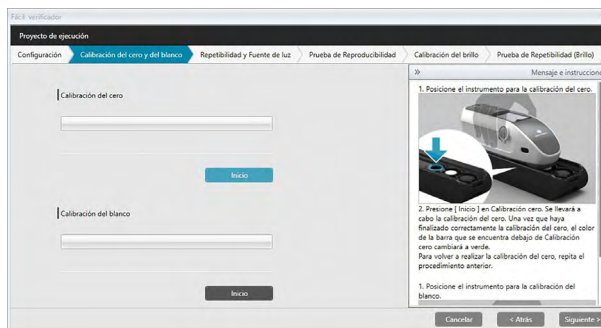 Fácil verificador
Proyecto de ejecución
Configuración
Calibración del cero y del blanco
Repetibilidad y Fuente de luz
Prueba de Reproducibilidad
Calibración del brillo
Prueba de Repetibilidad (Brillo)
Calibración del cero
Inicio
Calibración del blanco
Inicio
» Mensaje e instruccion
1. Posicione el instrumento para la calibración del cero.
2. Presione [ Inicio ] en Calibración cero. Se llevará a
cabo la calibración del cero. Una vez que haya
finalizado correctamente la calibración del cero, el color
de la barra que se encuentra debajo de Calibración
cero cambiará a verde.
Para volver a realizar la calibración del cero, repita el
procedimiento anterior.
1. Posicione el instrumento para la calibración del
blanco.
Cancelar
< Atrás
Siguiente >